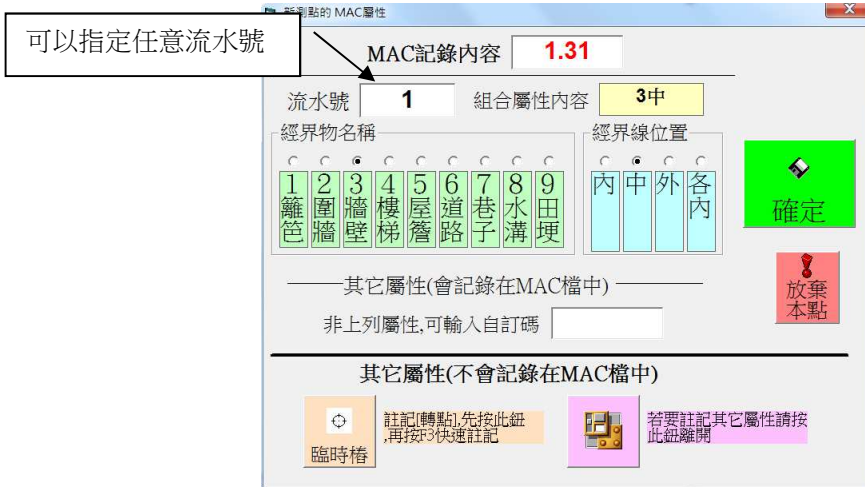 新測點的 MAC屬性
可以指定任意流水號
MAC記錄內容 1.31
流水號 1 組合屬性內容 3中
經界物名稱 經界線位置
1籬笆 2圍牆 3牆壁 4樓梯 5屋簷 6道路 7巷子 8水溝 9田埂 內 中 外 各內
確定
放棄
本點
其它屬性(會記錄在MAC檔中)
非上列屬性,可輸入自訂碼
其它屬性(不會記錄在MAC檔中)
臨時樁
註記[轉點],先按此鈕
,再按F3快速註記
若要註記其它屬性請按
此鈕離開